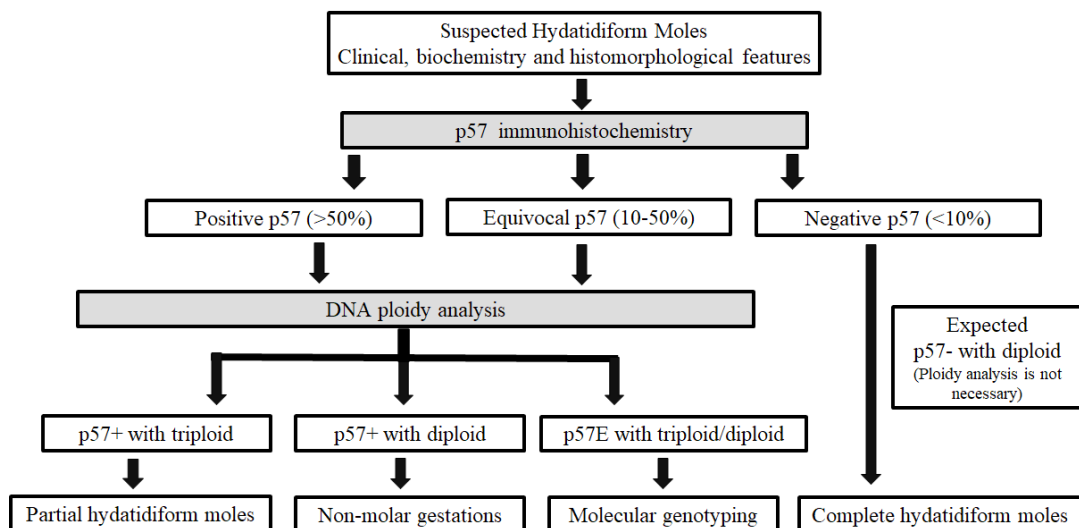 Suspected Hydatidiform Moles
Clinical, biochemistry and histomorphological features
p57 immunohistochemistry
Positive p57 (>50%)
Equivocal p57 (10-50%)
Negative p57 (<10%)
DNA ploidy analysis
Expected
p57- with diploid
(Ploidy analysis is not
necessary)
p57+ with triploid
p57+ with diploid
p57E with triploid/diploid
Partial hydatidiform moles
Non-molar gestations
Molecular genotyping
Complete hydatidiform moles